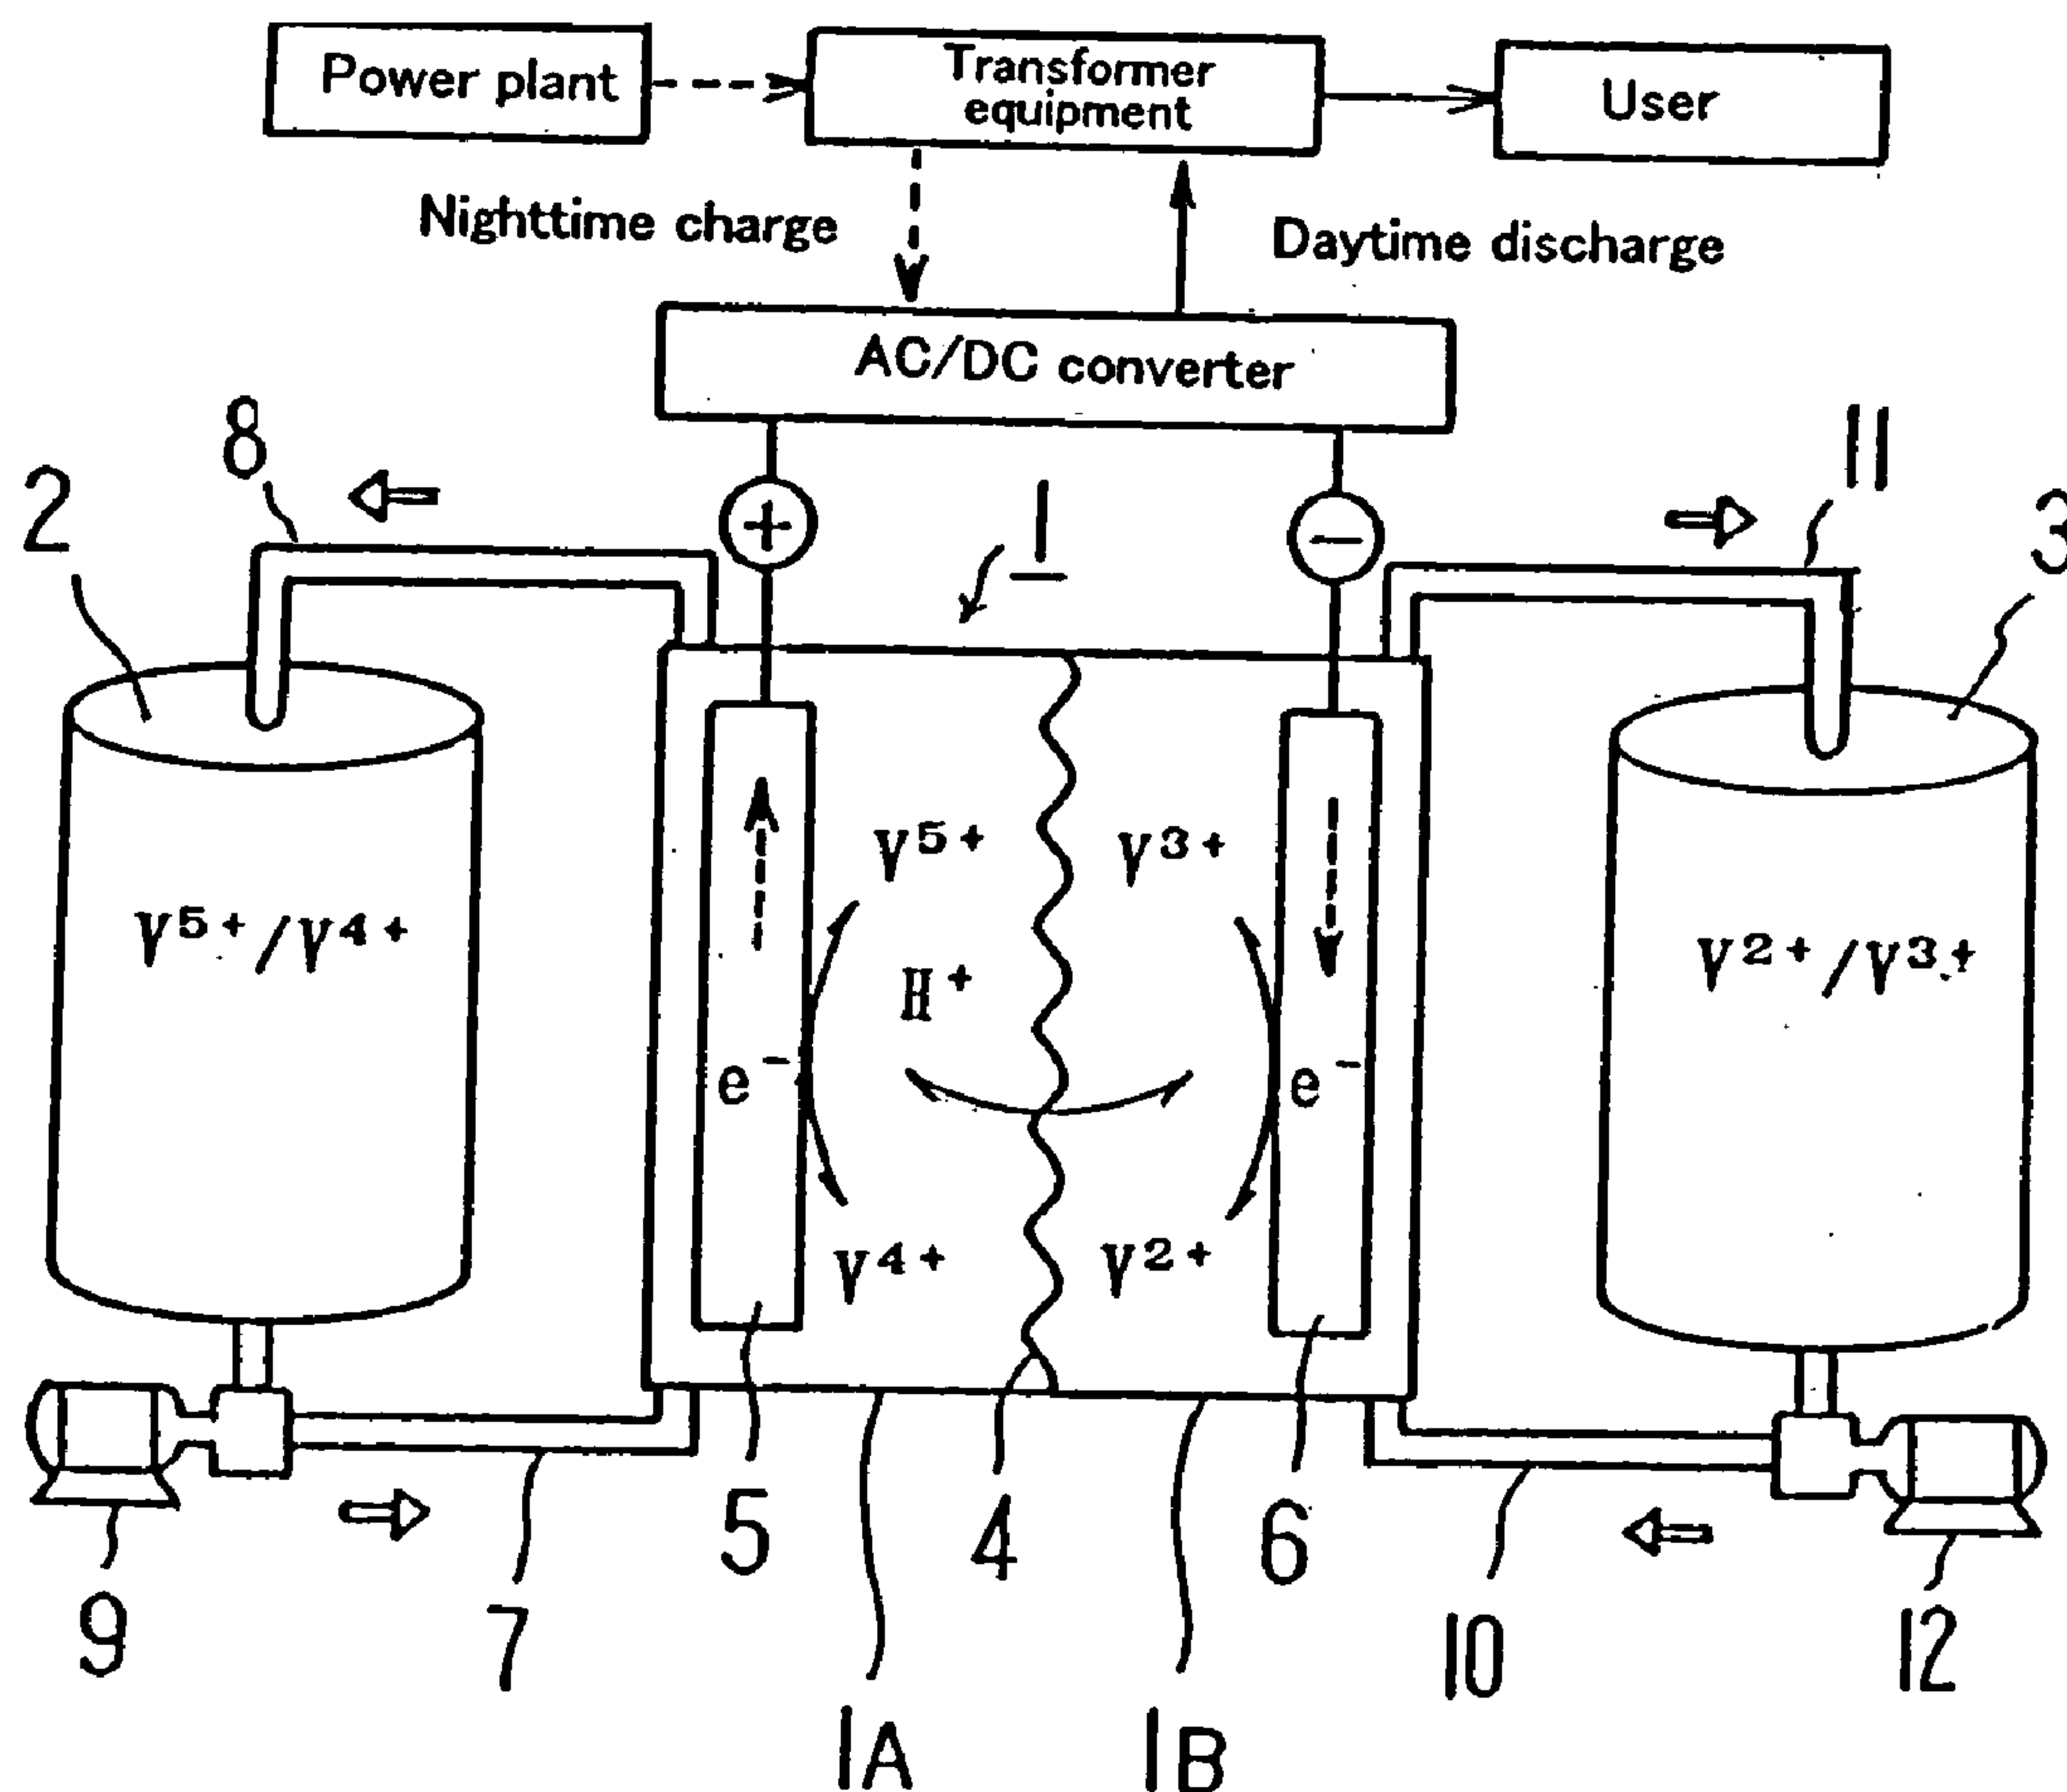 Power plant
Transformer
equipment
User
Nighttime charge
Daytime discharge
AC/DC converter
8
11
2
1
3
+
−
V⁵⁺
V³⁺
V⁵⁺/V⁴⁺
V²⁺/V³⁺
H⁺
e⁻
e⁻
V⁴⁺
V²⁺
5
4
6
9
7
10
12
1A
1B